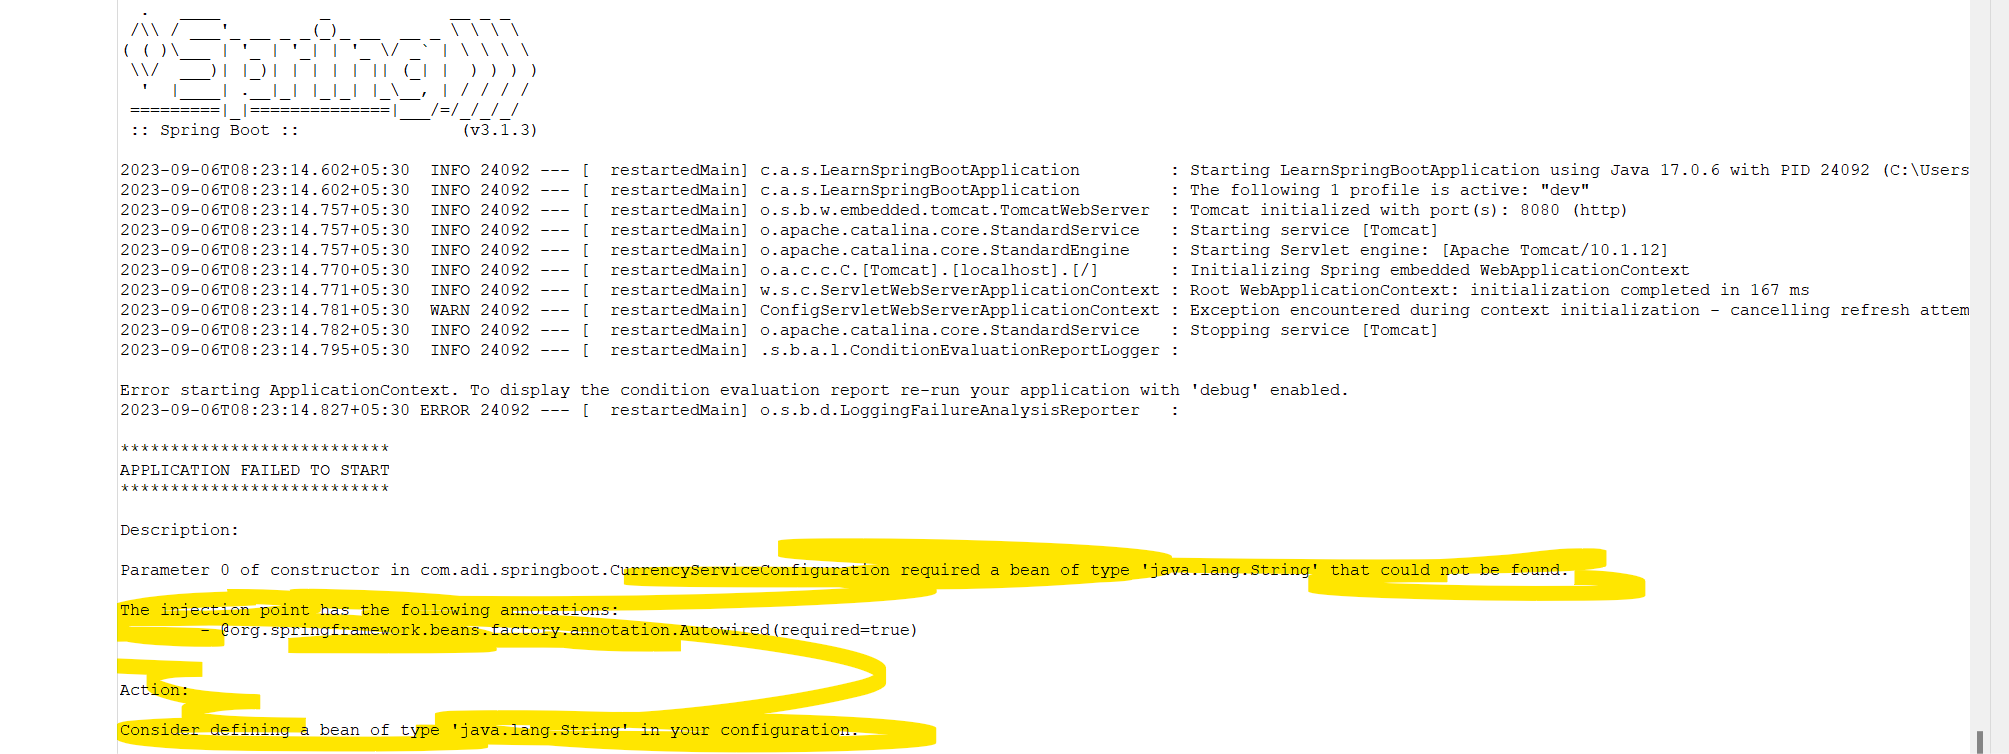 .   ____          _            __ _ _
 /\\ / ___'_ __ _ _(_)_ __  __ _ \ \ \ \
( ( )\___ | '_ | '_| | '_ \/ _` | \ \ \ \
 \\/  ___)| |_)| | | | | || (_| |  ) ) ) )
  '  |____| .__|_| |_|_| |_\__, | / / / /
 =========|_|==============|___/=/_/_/_/
 :: Spring Boot ::                (v3.1.3)
2023-09-06T08:23:14.602+05:30  INFO 24092 --- [  restartedMain] c.a.s.LearnSpringBootApplication         : Starting LearnSpringBootApplication using Java 17.0.6 with PID 24092 (C:\Users
2023-09-06T08:23:14.602+05:30  INFO 24092 --- [  restartedMain] c.a.s.LearnSpringBootApplication         : The following 1 profile is active: "dev"
2023-09-06T08:23:14.757+05:30  INFO 24092 --- [  restartedMain] o.s.b.w.embedded.tomcat.TomcatWebServer  : Tomcat initialized with port(s): 8080 (http)
2023-09-06T08:23:14.757+05:30  INFO 24092 --- [  restartedMain] o.apache.catalina.core.StandardService   : Starting service [Tomcat]
2023-09-06T08:23:14.757+05:30  INFO 24092 --- [  restartedMain] o.apache.catalina.core.StandardEngine    : Starting Servlet engine: [Apache Tomcat/10.1.12]
2023-09-06T08:23:14.770+05:30  INFO 24092 --- [  restartedMain] o.a.c.c.C.[Tomcat].[localhost].[/]       : Initializing Spring embedded WebApplicationContext
2023-09-06T08:23:14.771+05:30  INFO 24092 --- [  restartedMain] w.s.c.ServletWebServerApplicationContext : Root WebApplicationContext: initialization completed in 167 ms
2023-09-06T08:23:14.781+05:30  WARN 24092 --- [  restartedMain] ConfigServletWebServerApplicationContext : Exception encountered during context initialization - cancelling refresh attem
2023-09-06T08:23:14.782+05:30  INFO 24092 --- [  restartedMain] o.apache.catalina.core.StandardService   : Stopping service [Tomcat]
2023-09-06T08:23:14.795+05:30  INFO 24092 --- [  restartedMain] .s.b.a.l.ConditionEvaluationReportLogger :
Error starting ApplicationContext. To display the condition evaluation report re-run your application with 'debug' enabled.
2023-09-06T08:23:14.827+05:30 ERROR 24092 --- [  restartedMain] o.s.b.d.LoggingFailureAnalysisReporter   :
***************************
APPLICATION FAILED TO START
***************************
Description:
Parameter 0 of constructor in com.adi.springboot.CurrencyServiceConfiguration required a bean of type 'java.lang.String' that could not be found.
The injection point has the following annotations:
	- @org.springframework.beans.factory.annotation.Autowired(required=true)
Action:
Consider defining a bean of type 'java.lang.String' in your configuration.